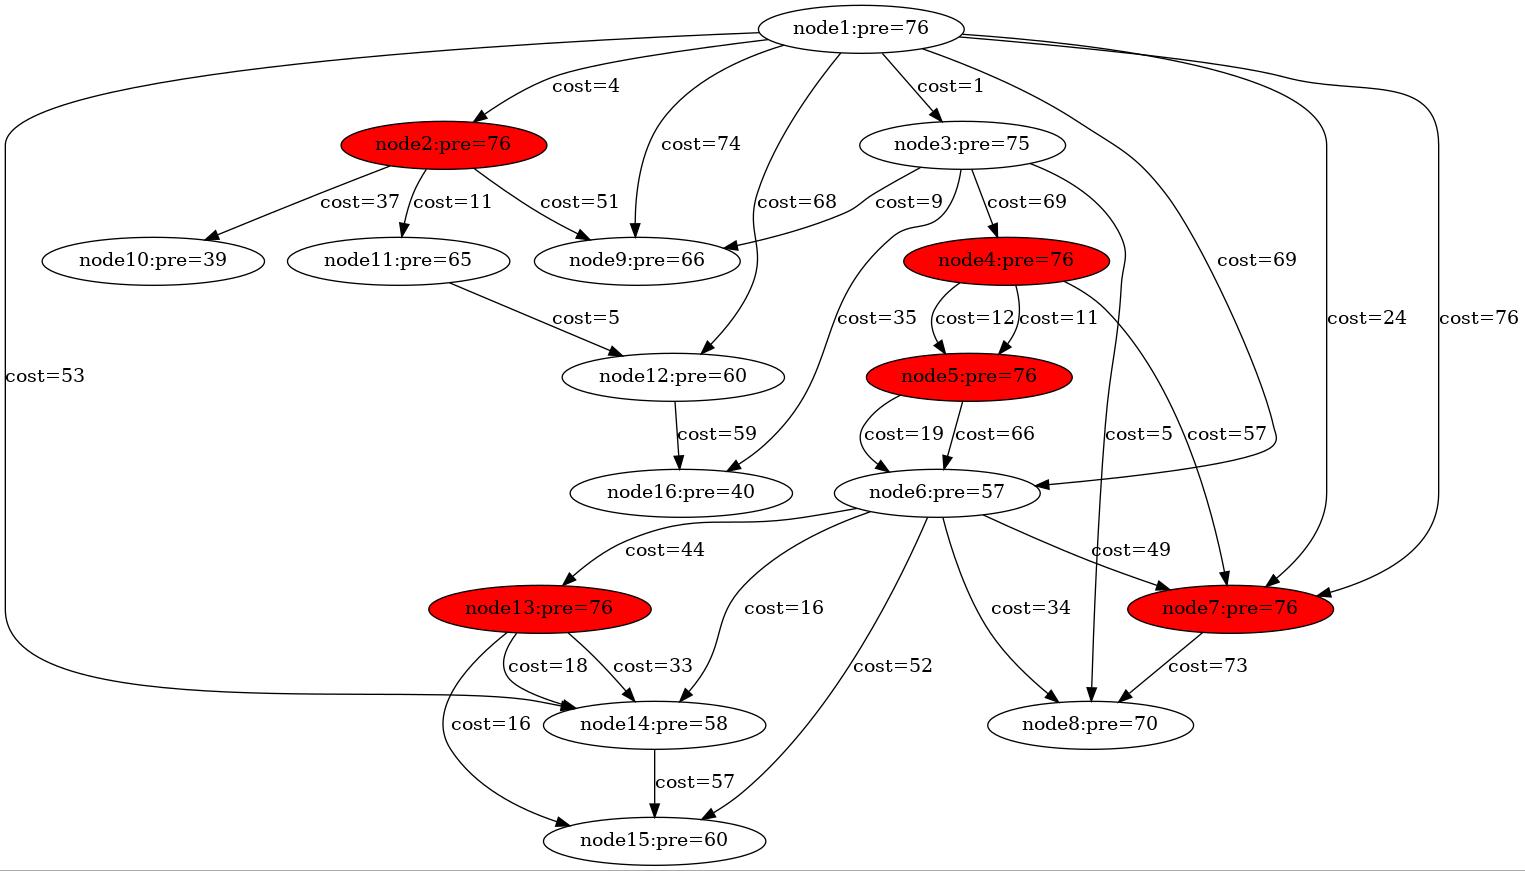 node1:pre=76
cost=4
cost=1
node2:pre=76
cost=74
node3:pre=75
cost=37
cost=11
cost=51
cost=68
cost=9
cost=69
node10:pre=39
node11:pre=65
node9:pre=66
node4:pre=76
cost=69
cost=5
cost=35
cost=12
cost=11
cost=24
cost=76
cost=53
node12:pre=60
node5:pre=76
cost=59
cost=19
cost=66
cost=5
cost=57
node16:pre=40
node6:pre=57
cost=44
cost=49
node13:pre=76
cost=16
cost=34
node7:pre=76
cost=18
cost=33
cost=52
cost=73
cost=16
node14:pre=58
node8:pre=70
cost=57
node15:pre=60